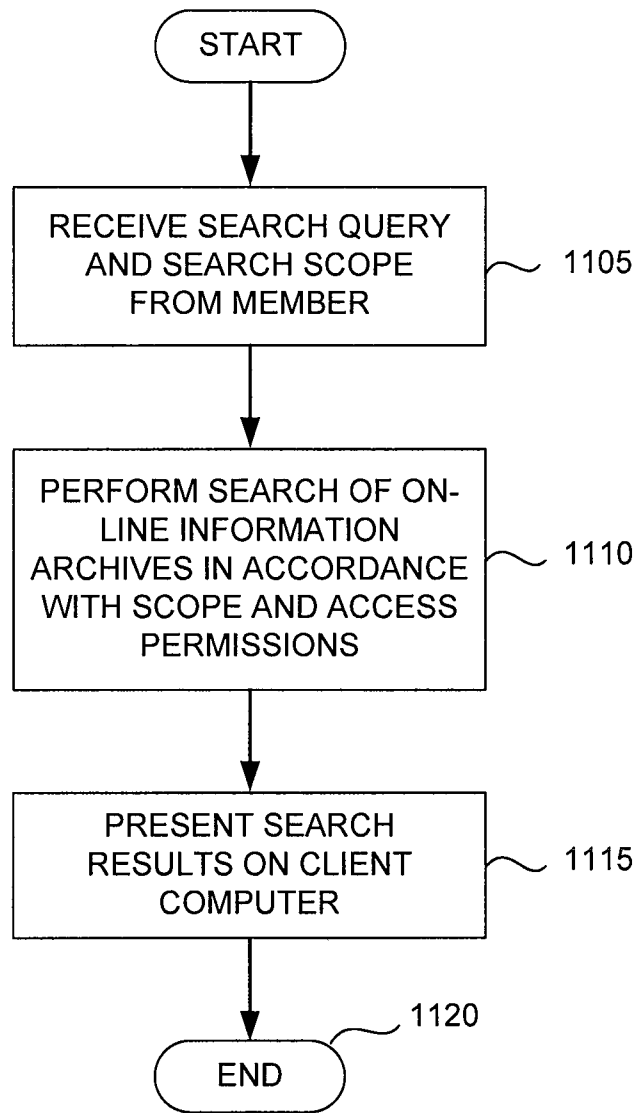 START
RECEIVE SEARCH QUERY
AND SEARCH SCOPE
FROM MEMBER
1105
PERFORM SEARCH OF ON-
LINE INFORMATION
ARCHIVES IN ACCORDANCE
WITH SCOPE AND ACCESS
PERMISSIONS
1110
PRESENT SEARCH
RESULTS ON CLIENT
COMPUTER
1115
1120
END